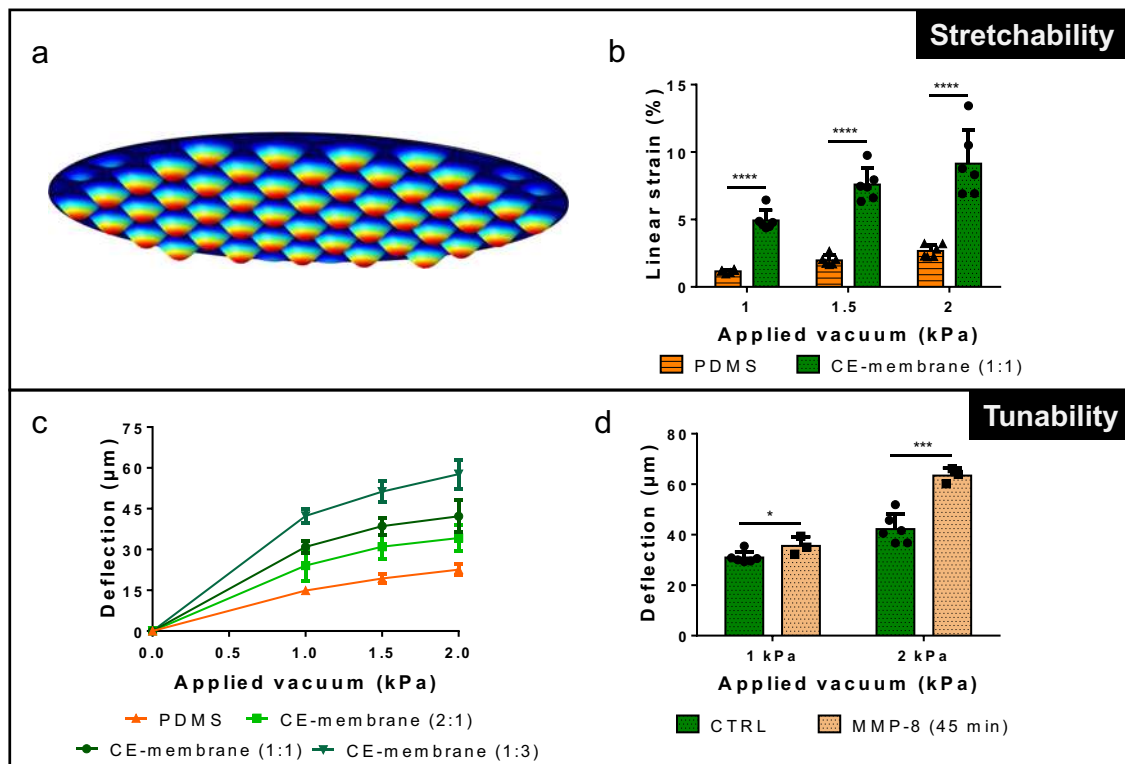 Stretchability
a
b
Linear strain (%)
15
10
5
0
****
****
****
1
1.5
2
Applied vacuum (kPa)
PDMS
CE-membrane (1:1)
Tunability
c
Deflection (µm)
75
60
45
30
15
0
0.0
0.5
1.0
1.5
2.0
Applied vacuum (kPa)
PDMS
CE-membrane (2:1)
CE-membrane (1:1)
CE-membrane (1:3)
d
Deflection (µm)
80
60
40
20
0
*
***
1 kPa
2 kPa
Applied vacuum (kPa)
CTRL
MMP-8 (45 min)